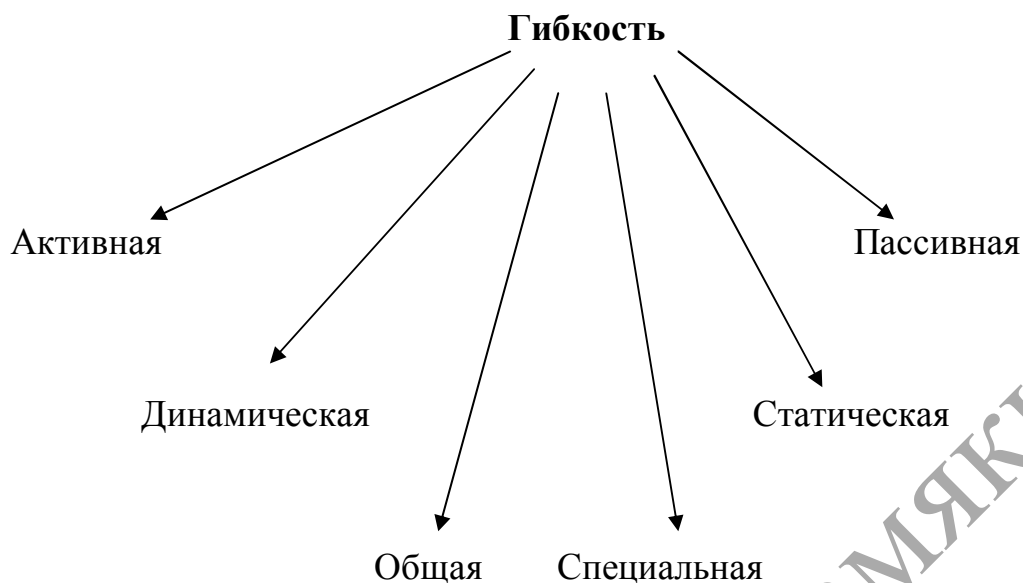 Гибкость
Активная Пассивная
Динамическая Статическая
Общая Специальная